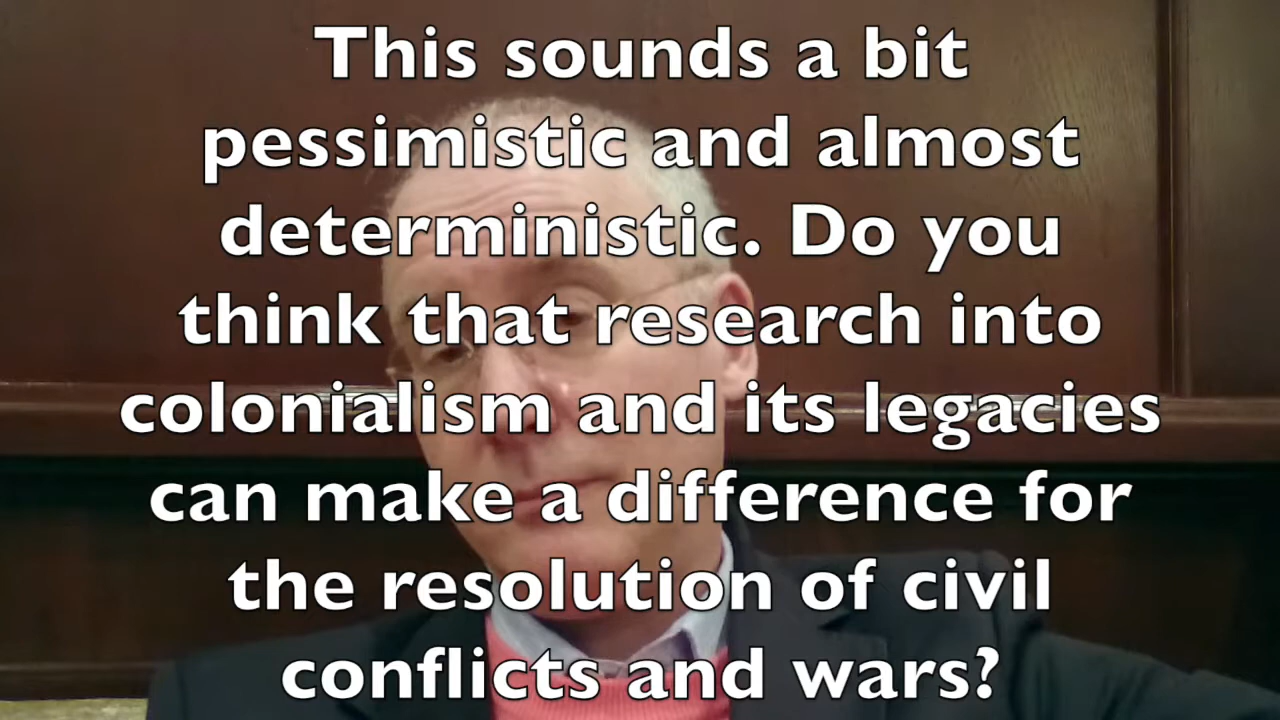 This sounds a bit
pessimistic and almost
deterministic. Do you
think that research into
colonialism and its legacies
can make a difference for
the resolution of civil
conflicts and wars?